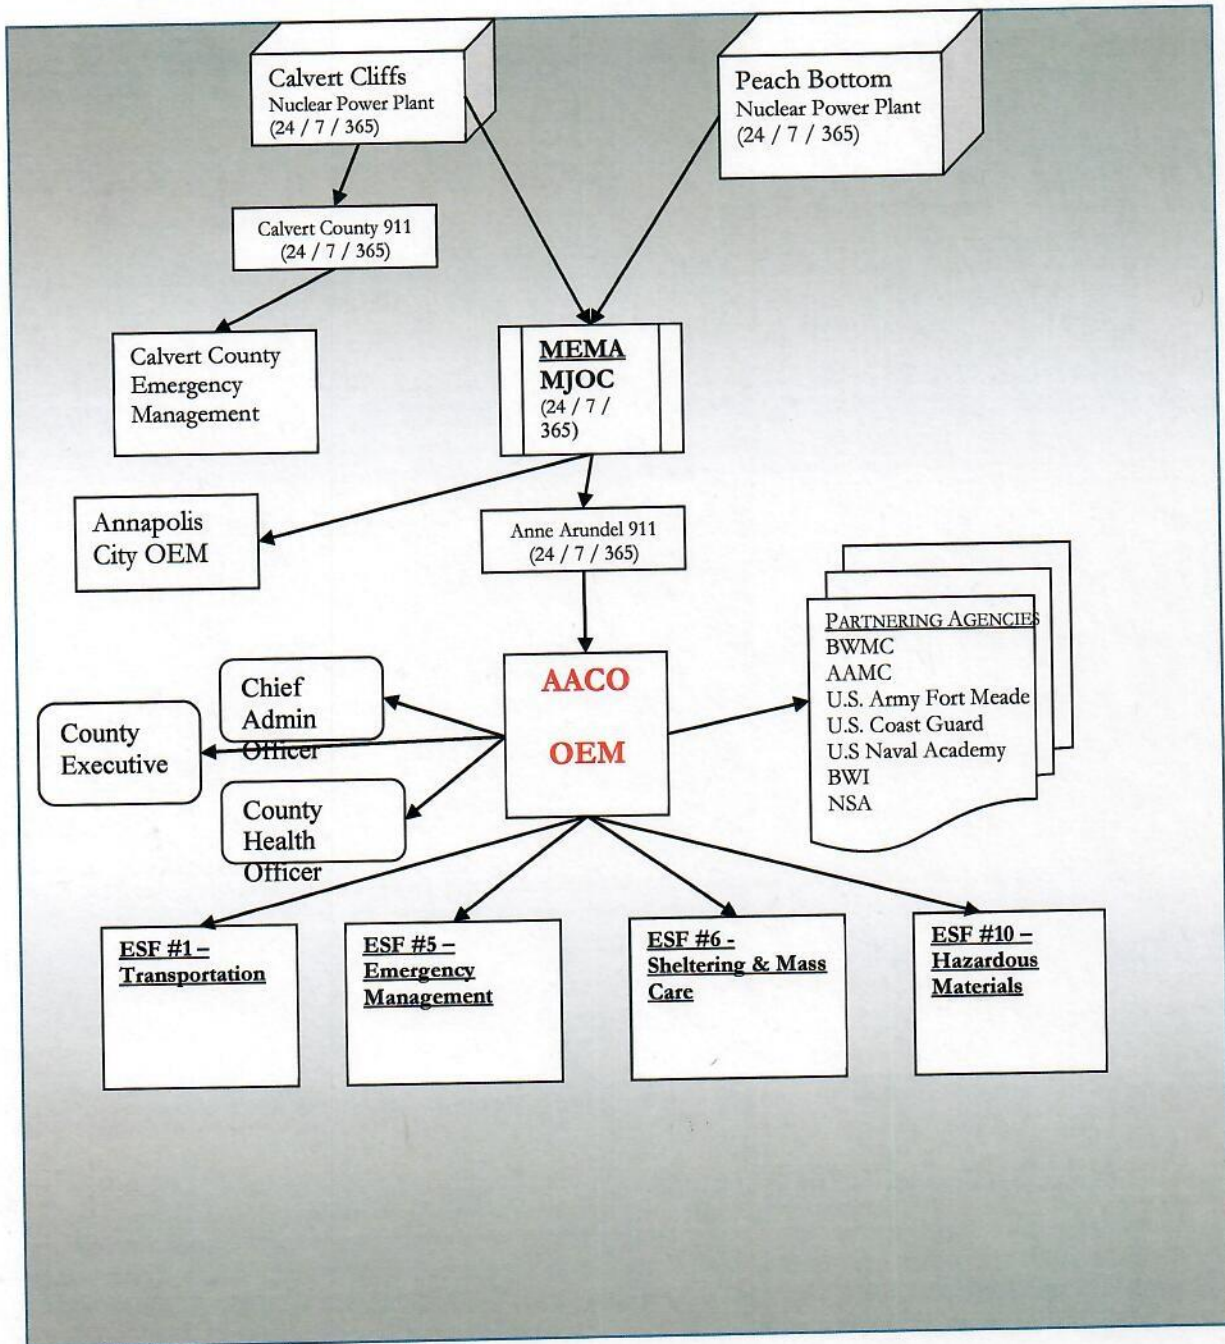 Calvert Cliffs
Nuclear Power Plant
(24 / 7 / 365)
Peach Bottom
Nuclear Power Plant
(24 / 7 / 365)
Calvert County 911
(24 / 7 / 365)
Calvert County
Emergency
Management
MEMA
MJOC
(24 / 7 /
365)
Annapolis
City OEM
Anne Arundel 911
(24 / 7 / 365)
PARTNERING AGENCIES
BWMC
AAMC
U.S. Army Fort Meade
U.S. Coast Guard
U.S Naval Academy
BWI
NSA
AACO
OEM
Chief
Admin
Officer
County
Executive
County
Health
Officer
ESF #1 –
Transportation
ESF #5 –
Emergency
Management
ESF #6 -
Sheltering & Mass
Care
ESF #10 –
Hazardous
Materials